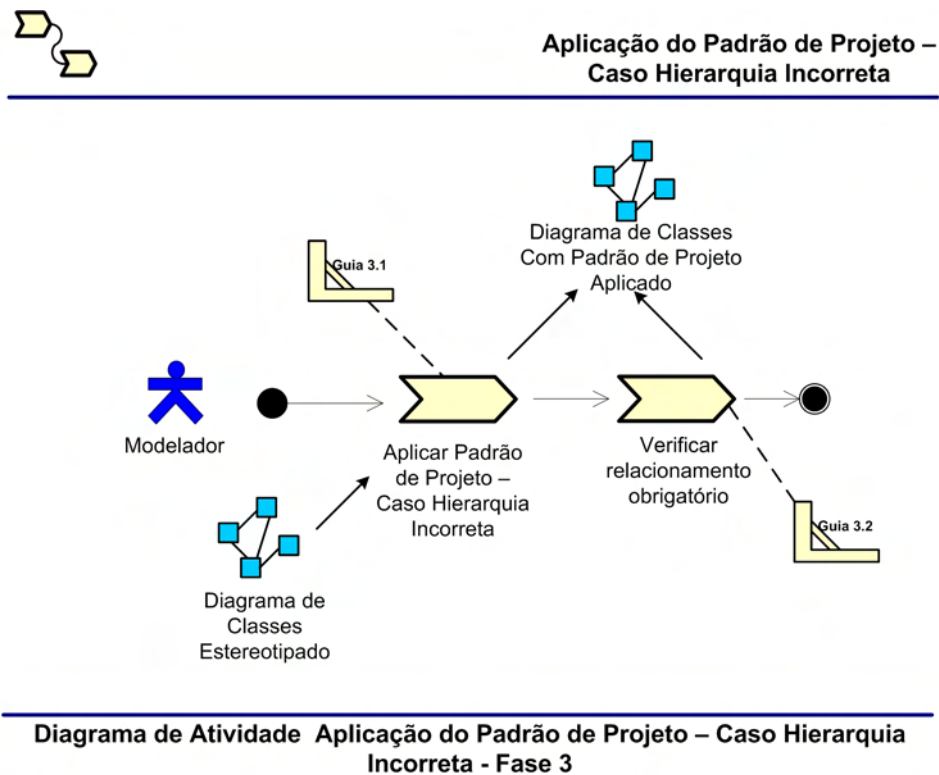 Aplicação do Padrão de Projeto –
Caso Hierarquia Incorreta
Diagrama de Classes
Com Padrão de Projeto
Aplicado
Guia 3.1
Modelador
Aplicar Padrão
de Projeto –
Caso Hierarquia
Incorreta
Verificar
relacionamento
obrigatório
Guia 3.2
Diagrama de
Classes
Estereotipado
Diagrama de Atividade Aplicação do Padrão de Projeto – Caso Hierarquia
Incorreta - Fase 3